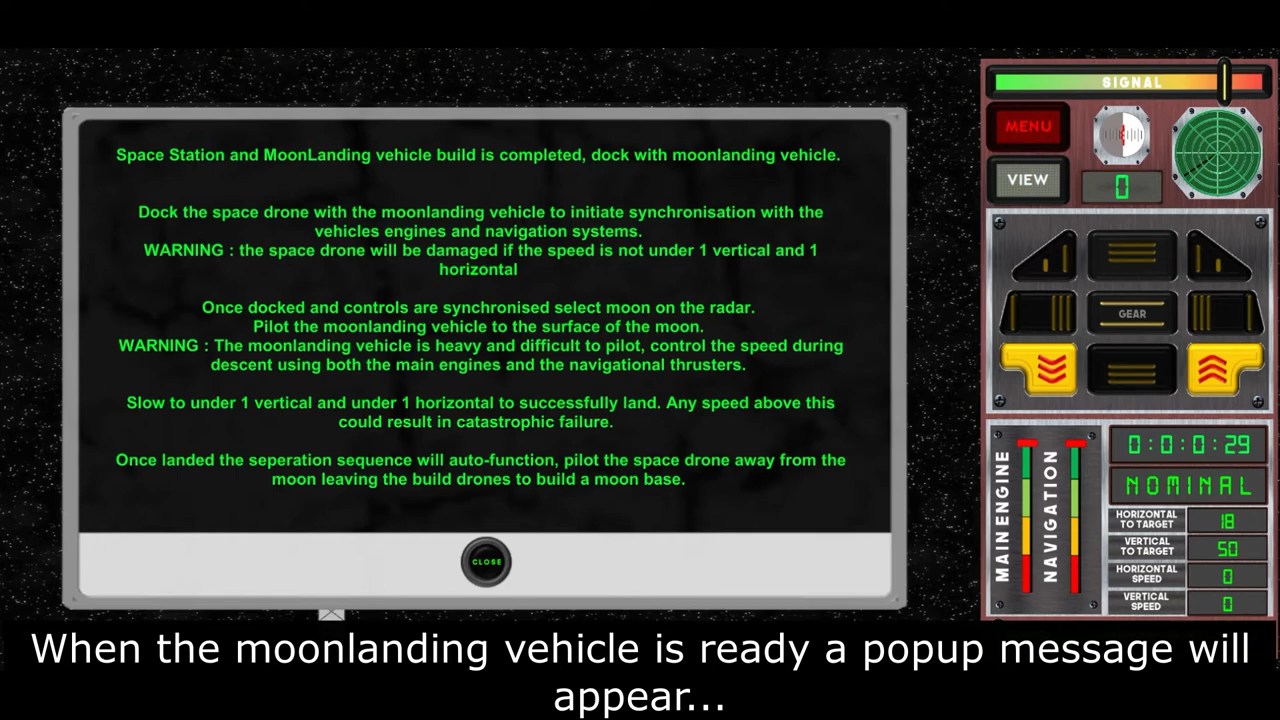 Space Station and MoonLanding vehicle build is completed, dock with moonlanding vehicle.
Dock the space drone with the moonlanding vehicle to initiate synchronisation with the
vehicles engines and navigation systems.
WARNING : the space drone will be damaged if the speed is not under 1 vertical and 1
horizontal
Once docked and controls are synchronised select moon on the radar.
Pilot the moonlanding vehicle to the surface of the moon.
WARNING : The moonlanding vehicle is heavy and difficult to pilot, control the speed during
descent using both the main engines and the navigational thrusters.
Slow to under 1 vertical and under 1 horizontal to successfully land. Any speed above this
could result in catastrophic failure.
Once landed the seperation sequence will auto-function, pilot the space drone away from the
moon leaving the build drones to build a moon base.
CLOSE
SIGNAL
MENU
VIEW
0
GEAR
MAIN ENGINE
NAVIGATION
0:0:0:29
NOMINAL
HORIZONTAL
TO TARGET
18
VERTICAL
TO TARGET
50
HORIZONTAL
SPEED
0
VERTICAL
SPEED
0
When the moonlanding vehicle is ready a popup message will
appear...